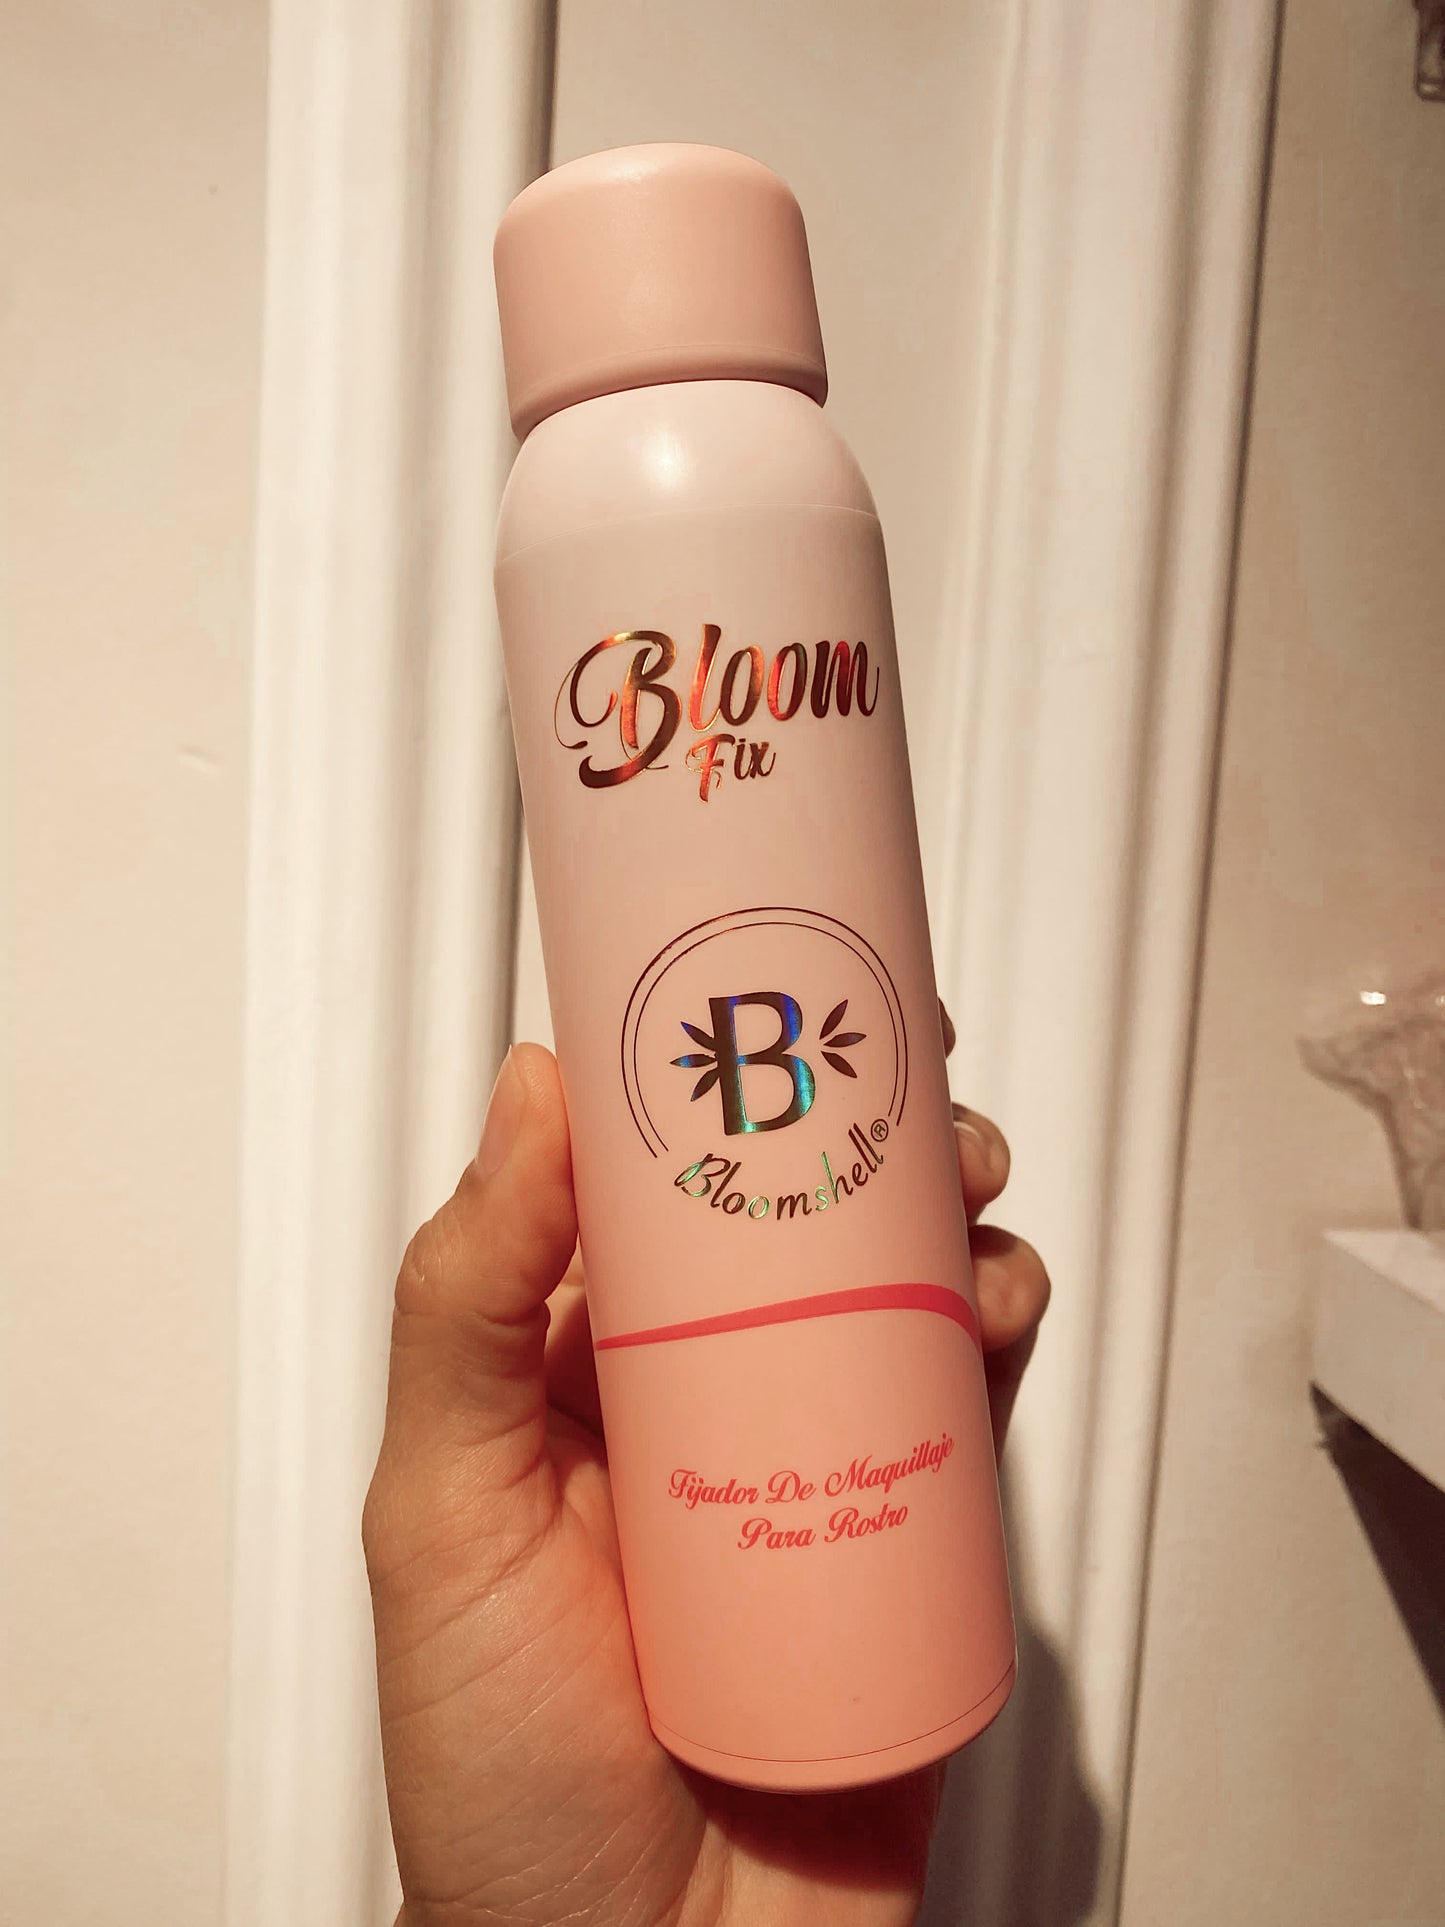 Bloom
Fix
B
Bloomshell®
Fijador De Maquillaje
Para Rostro